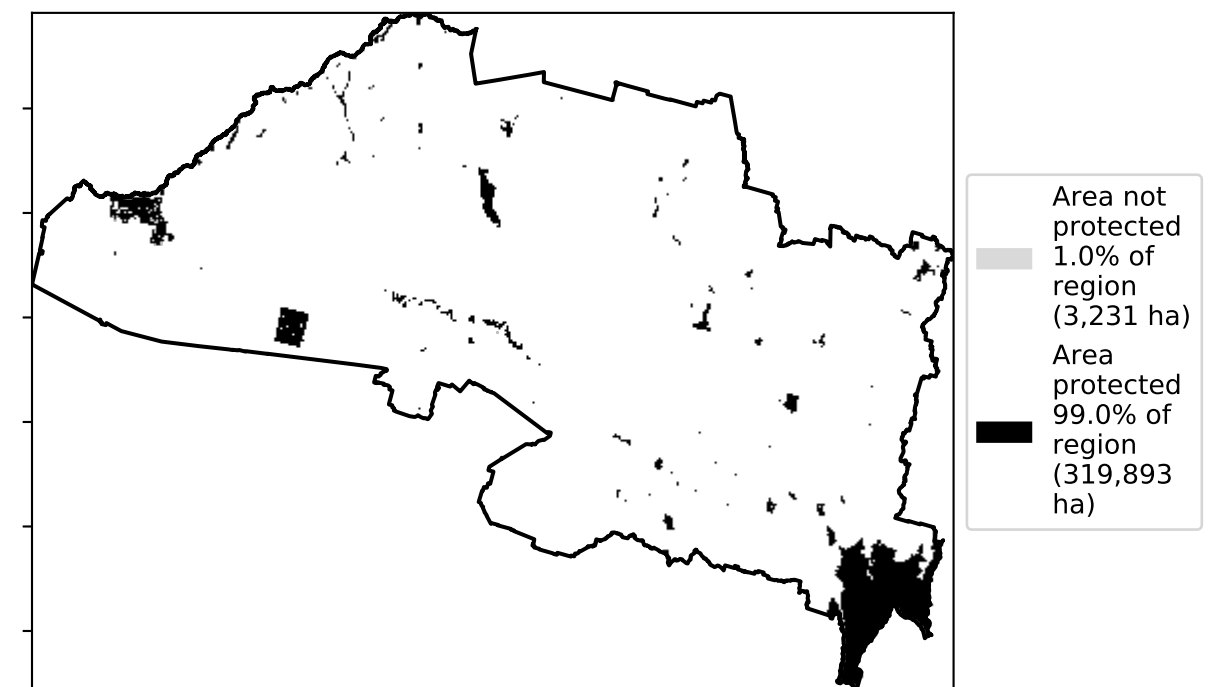 Area not
protected
1.0% of
region
(3,231 ha)
Area
protected
99.0% of
region
(319,893
ha)